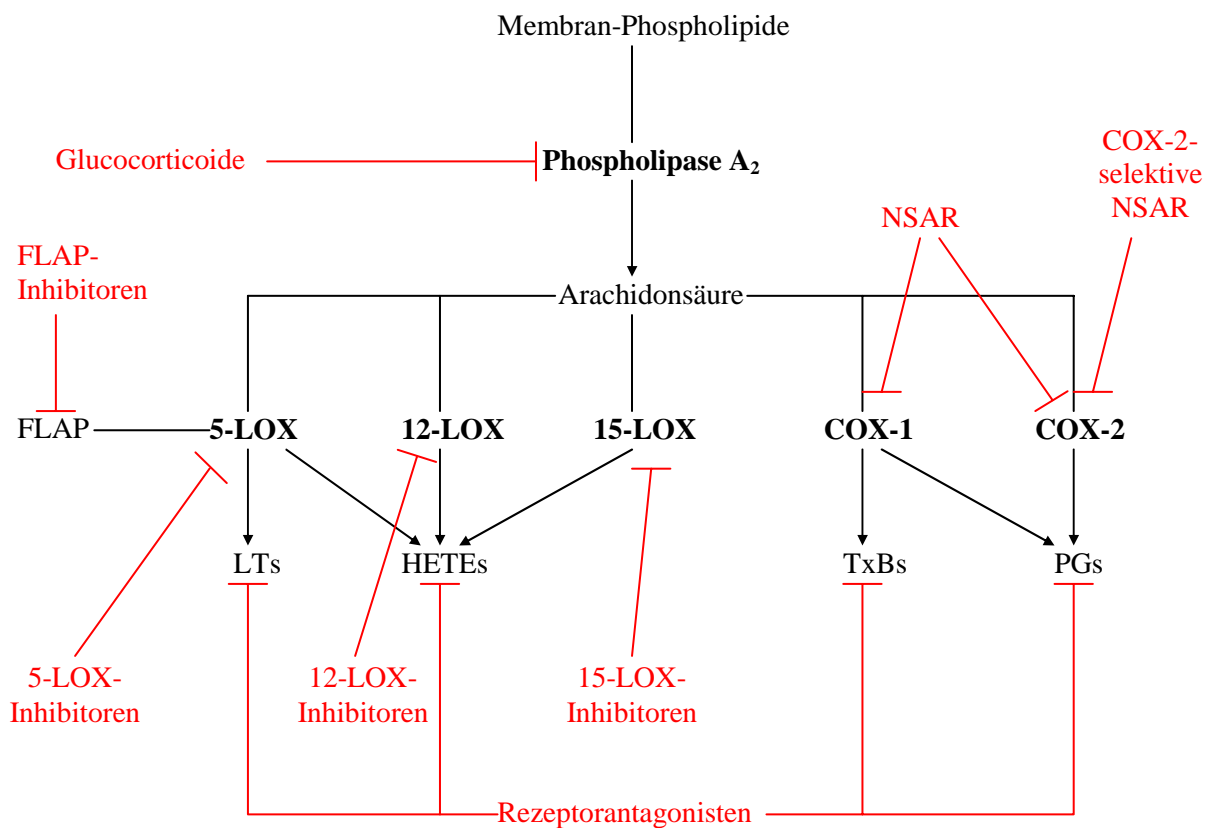 Membran-Phospholipide
Glucocorticoide
Phospholipase A₂
COX-2-
selektive
NSAR
NSAR
FLAP-
Inhibitoren
Arachidonsäure
FLAP
5-LOX
12-LOX
15-LOX
COX-1
COX-2
LTs
HETEs
TxBs
PGs
5-LOX-
Inhibitoren
12-LOX-
Inhibitoren
15-LOX-
Inhibitoren
Rezeptorantagonisten